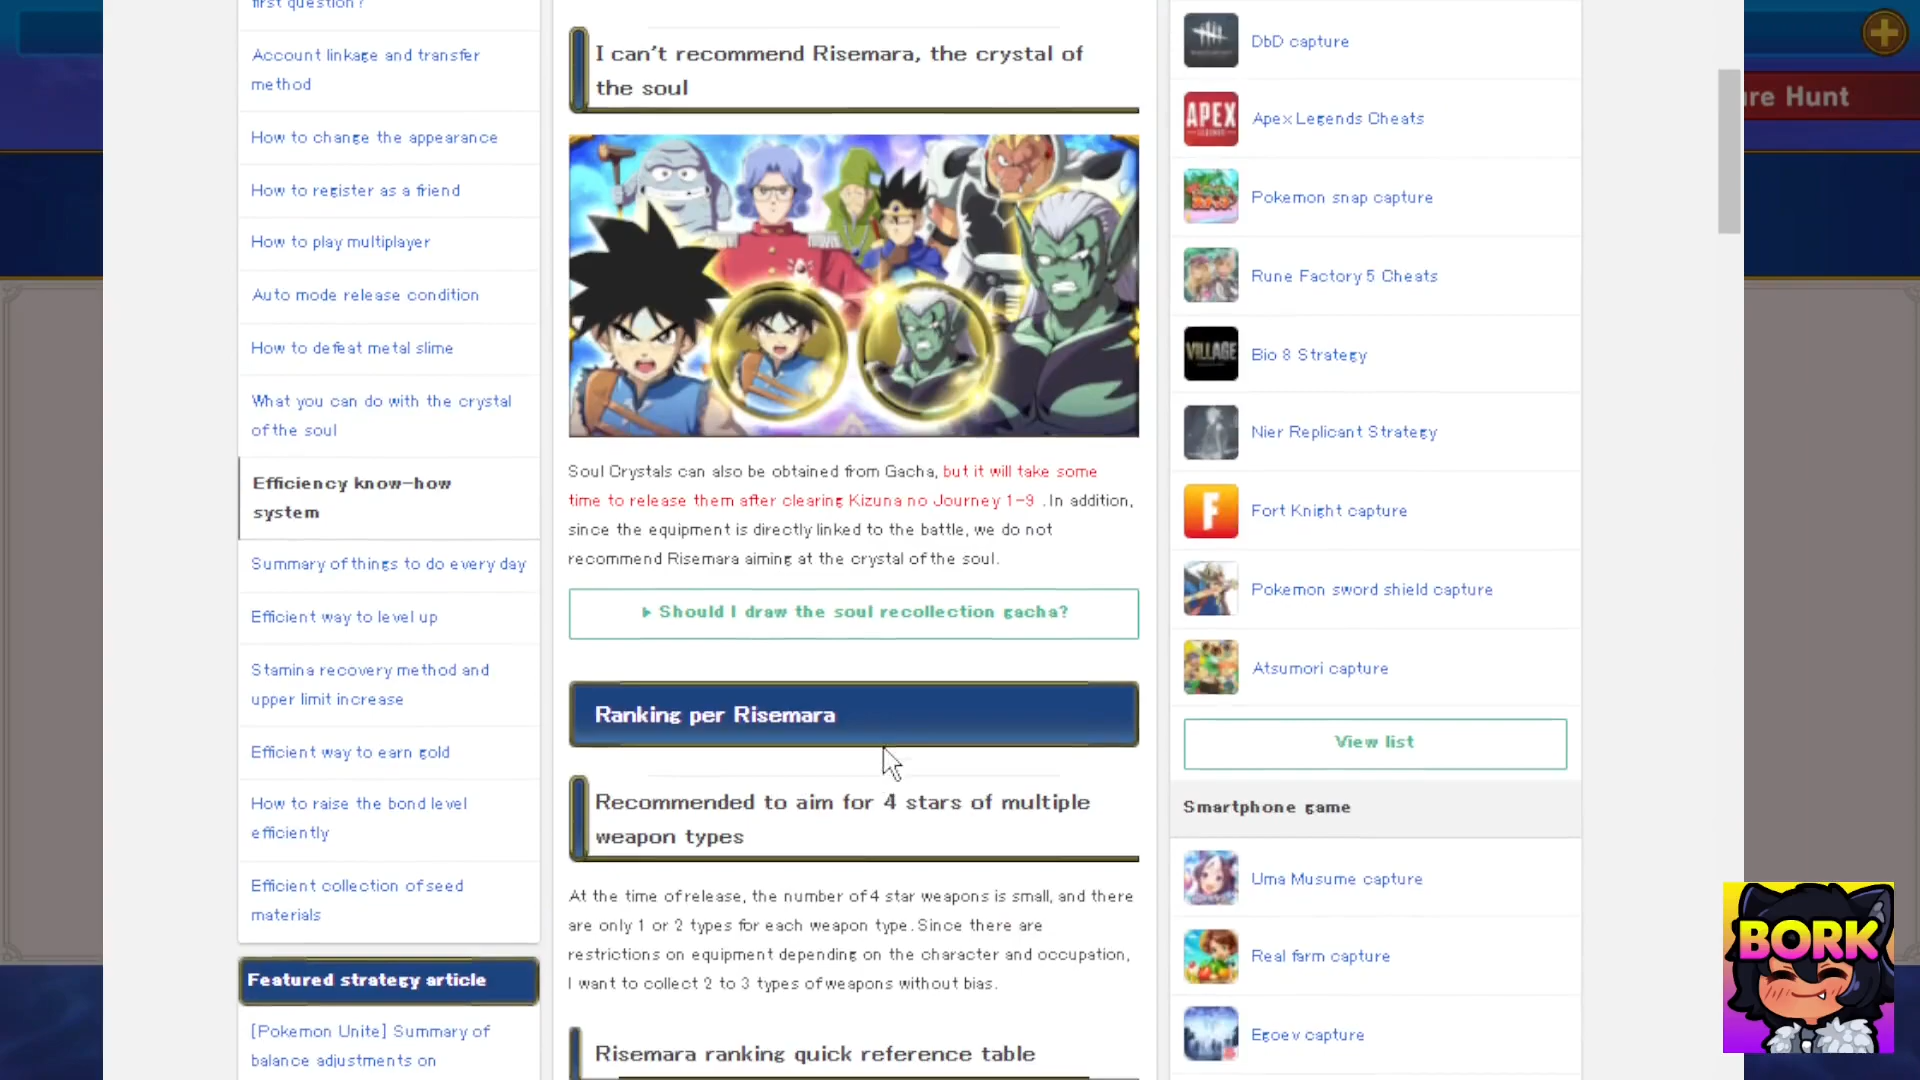 first question?
Account linkage and transfer
method
How to change the appearance
How to register as a friend
How to play multiplayer
Auto mode release condition
How to defeat metal slime
What you can do with the crystal
of the soul
Efficiency know-how
system
Summary of things to do every day
Efficient way to level up
Stamina recovery method and
upper limit increase
Efficient way to earn gold
How to raise the bond level
efficiently
Efficient collection of seed
materials
Featured strategy article
[Pokemon Unite] Summary of
balance adjustments on
I can't recommend Risemara, the crystal of
the soul
Soul Crystals can also be obtained from Gacha, but it will take some
time to release them after clearing Kizuna no Journey 1-9 . In addition,
since the equipment is directly linked to the battle, we do not
recommend Risemara aiming at the crystal of the soul.
Should I draw the soul recollection gacha?
Ranking per Risemara
Recommended to aim for 4 stars of multiple
weapon types
At the time of release, the number of 4 star weapons is small, and there
are only 1 or 2 types for each weapon type. Since there are
restrictions on equipment depending on the character and occupation,
I want to collect 2 to 3 types of weapons without bias.
Risemara ranking quick reference table
DbD capture
APEX
LEGENDS
Apex Legends Cheats
Pokemon snap capture
Rune Factory 5 Cheats
VILLAGE
Bio 8 Strategy
Nier Replicant Strategy
F
Fort Knight capture
Pokemon sword shield capture
Atsumori capture
View list
Smartphone game
Uma Musume capture
Real farm capture
Egoev capture
ure Hunt
BORK